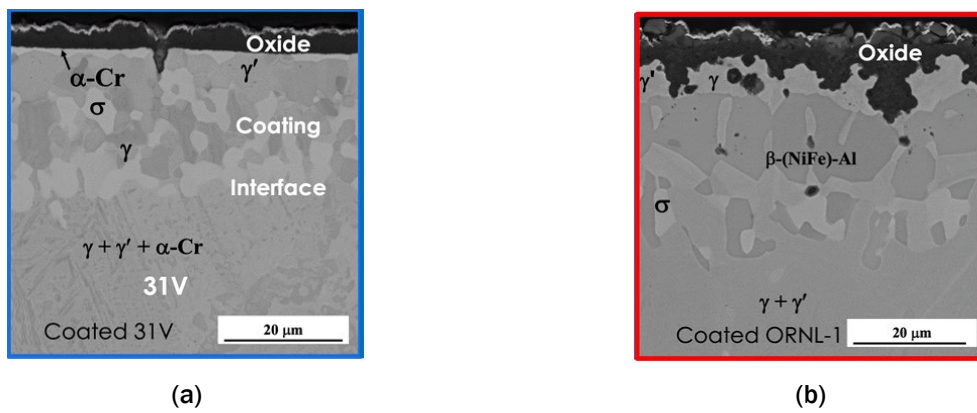 Oxide
α-Cr
γ′
σ
Coating
γ
Interface
γ + γ′ + α-Cr
31V
Coated 31V
20 μm
(a)
Oxide
γ'
γ
β-(NiFe)-Al
σ
γ + γ′
Coated ORNL-1
20 μm
(b)